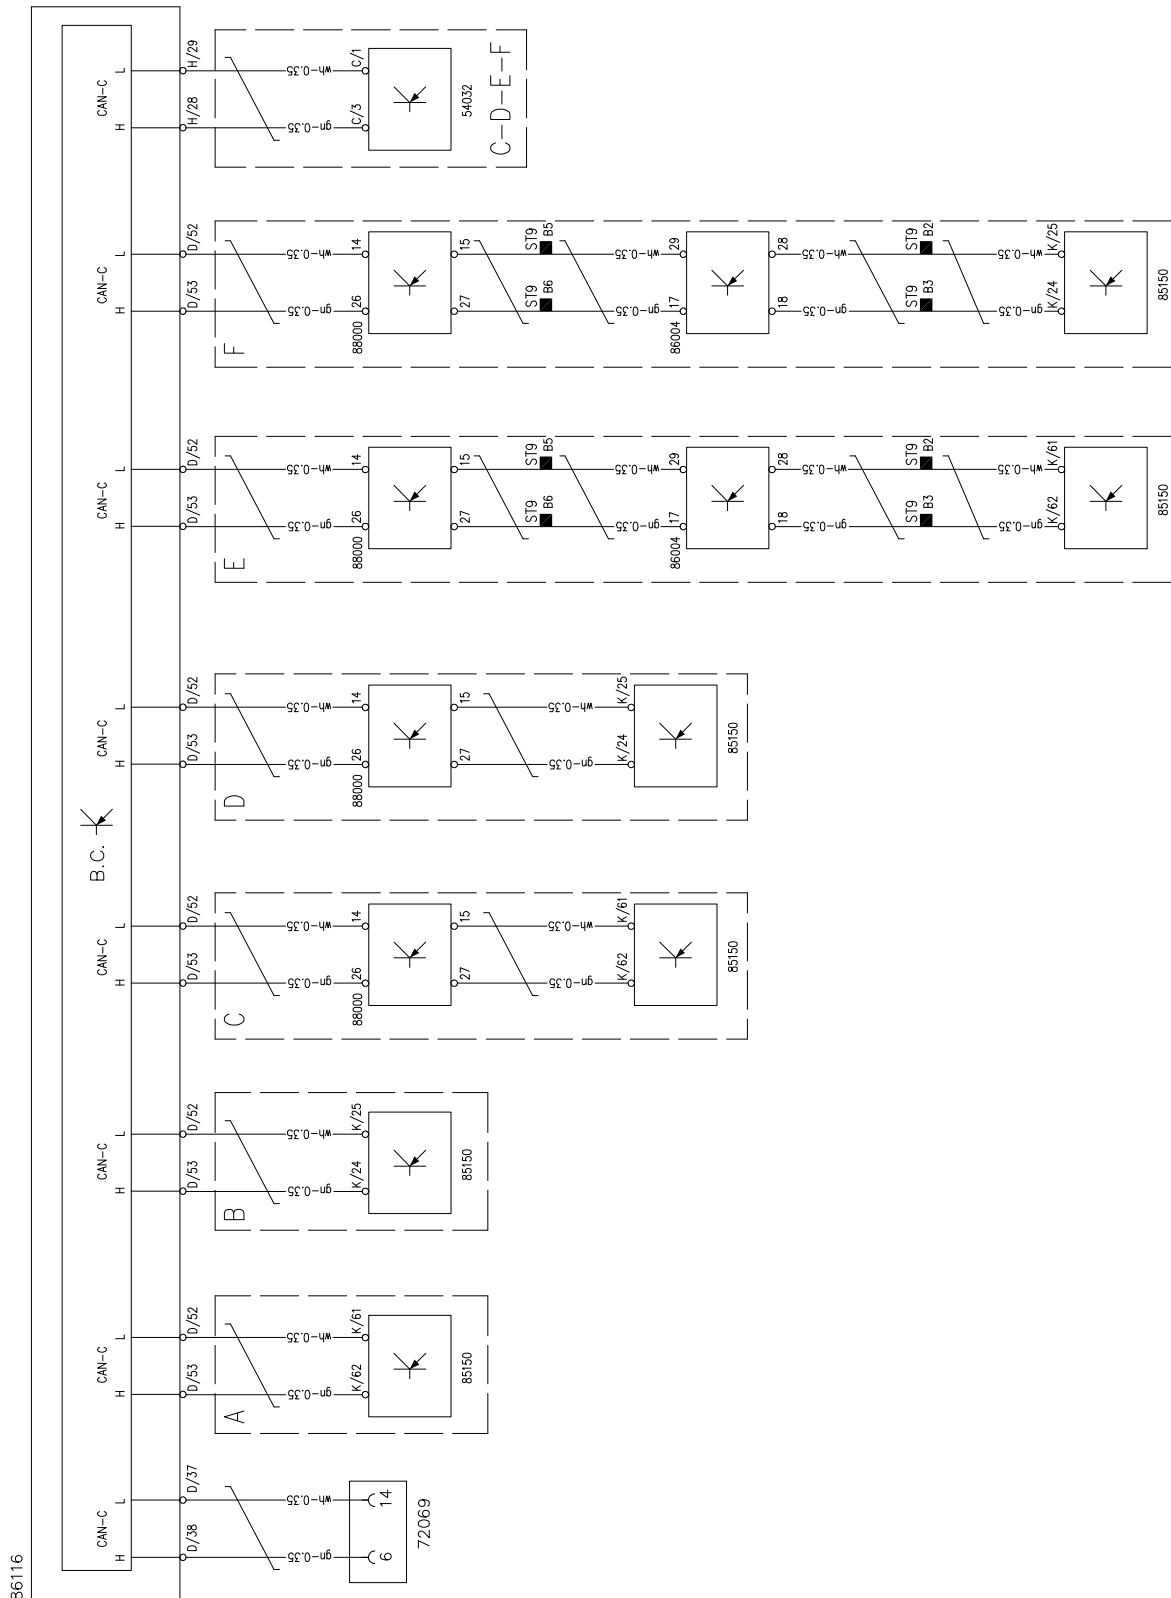 86116
B.C.
CAN-C
H
L
D/38
D/37
gn-0.35
wh-0.35
6
14
72069
CAN-C
H
L
D/53
D/52
A
gn-0.35
wh-0.35
K/62
K/61
85150
CAN-C
H
L
D/53
D/52
B
gn-0.35
wh-0.35
K/24
K/25
85150
CAN-C
H
L
D/53
D/52
C
gn-0.35
wh-0.35
88000
26
14
27
15
gn-0.35
wh-0.35
K/62
K/61
85150
CAN-C
H
L
D/53
D/52
D
gn-0.35
wh-0.35
88000
26
14
27
15
gn-0.35
wh-0.35
K/24
K/25
85150
CAN-C
H
L
D/53
D/52
E
gn-0.35
wh-0.35
88000
26
14
27
15
ST9
B6
ST9
B5
gn-0.35
wh-0.35
86004
17
29
18
28
gn-0.35
wh-0.35
ST9
B3
ST9
B2
gn-0.35
wh-0.35
K/62
K/61
85150
CAN-C
H
L
D/53
D/52
F
gn-0.35
wh-0.35
88000
26
14
27
15
ST9
B6
ST9
B5
gn-0.35
wh-0.35
86004
17
29
18
28
gn-0.35
wh-0.35
ST9
B3
ST9
B2
gn-0.35
wh-0.35
K/24
K/25
85150
CAN-C
H
L
H/28
H/29
gn-0.35
wh-0.35
C/3
C/1
54032
C-D-E-F